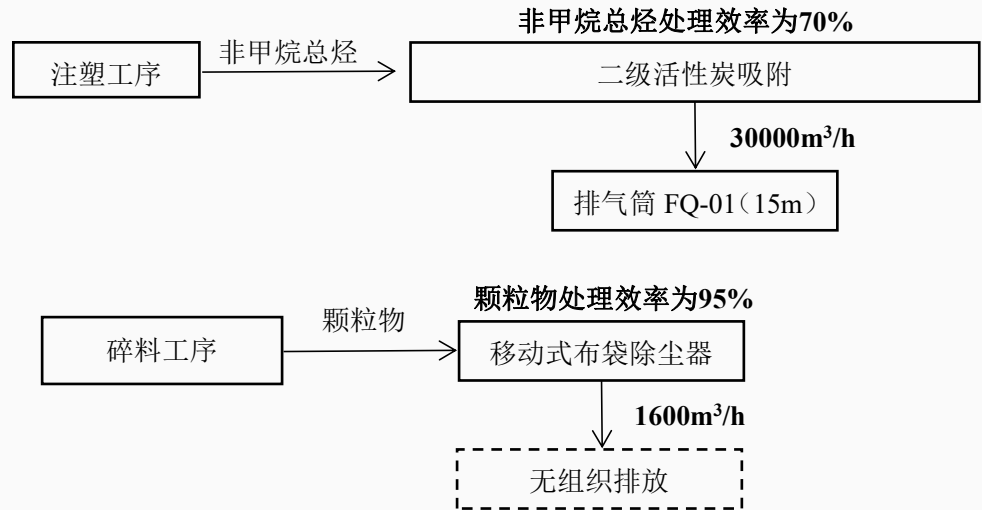 非甲烷总烃处理效率为70%
注塑工序
非甲烷总烃
二级活性炭吸附
30000m³/h
排气筒 FQ-01（15m）
颗粒物处理效率为95%
碎料工序
颗粒物
移动式布袋除尘器
1600m³/h
无组织排放